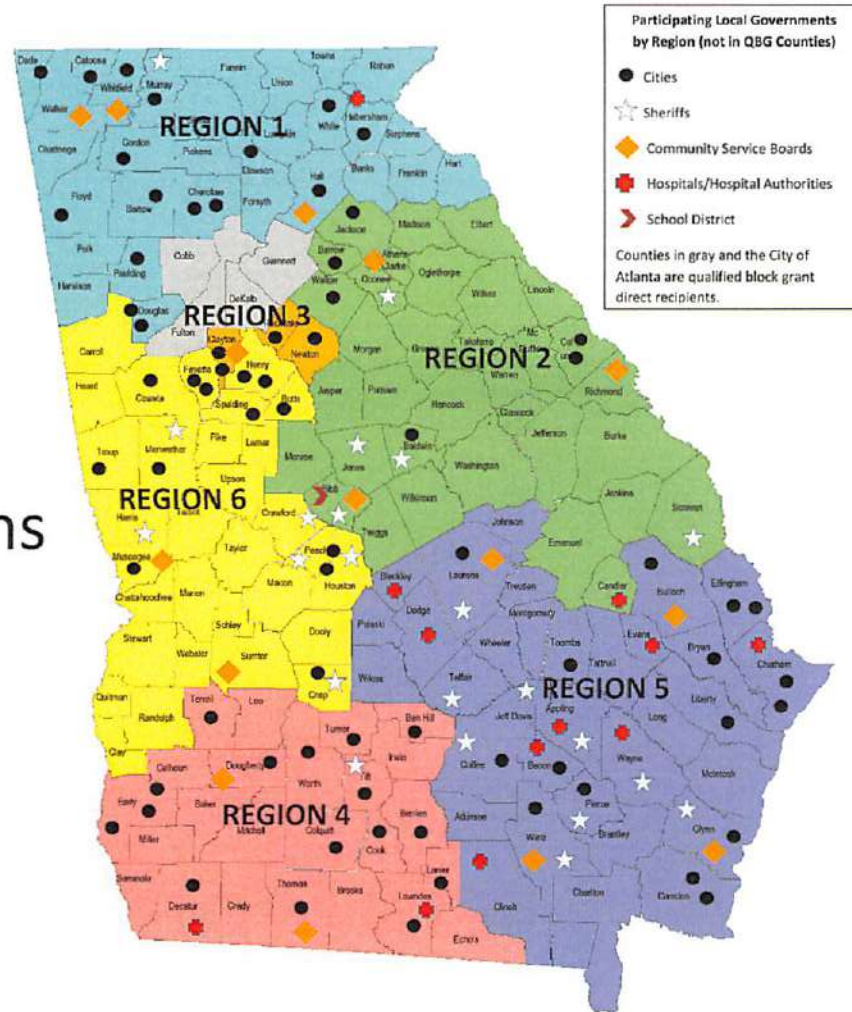 Participating Local Governments
by Region (not in QBG Counties)
Cities
Sheriffs
Community Service Boards
Hospitals/Hospital Authorities
School District
Counties in gray and the City of
Atlanta are qualified block grant
direct recipients.
Dade Catoosa Whitfield Murray Fannin Towns Rabun
Union
Walker
REGION 1
White Habersham
Lumpkin Stephens
Chattooga Gordon Pickens
Dawson Banks Franklin Hart
Floyd Bartow Cherokee Forsyth Hall
Jackson Madison Elbert
Polk Paulding Cobb Gwinnett Barrow
Clarke Oglethorpe
Haralson Douglas DeKalb Walton Oconee Wilkes Lincoln
Fulton
REGION 3
REGION 2
Carroll Clayton Newton Morgan
Fayette Henry Warren
Heard Coweta Spalding Butts Jasper Putnam Hancock Richmond
Glascock
Jefferson Burke
Troup Meriwether Pike Lamar Monroe Jones Baldwin Washington
Upson
REGION 6
Crawford Bibb Wilkinson Jenkins Screven
ns
Harris Twiggs Johnson Emanuel
Muscogee Taylor Peach Candler
Chattahoochee Marion Macon Houston Bleckley Laurens Treutlen Bulloch Effingham
Schley Dodge Montgomery Evans
Stewart Webster Sumter Dooly Pulaski Wheeler Toombs Tattnall Bryan Chatham
Quitman Crisp Wilcox Telfair
REGION 5
Randolph Terrell Lee Jeff Davis Appling Long Liberty
Clay Turner Ben Hill
Calhoun Dougherty Worth Irwin Coffee Bacon Wayne McIntosh
Early Baker Tift
REGION 4
Pierce
Miller Mitchell Colquitt Berrien Atkinson Brantley Glynn
Cook Ware
Seminole Thomas Brooks Lanier
Decatur Grady Lowndes Clinch Charlton Camden
Echols